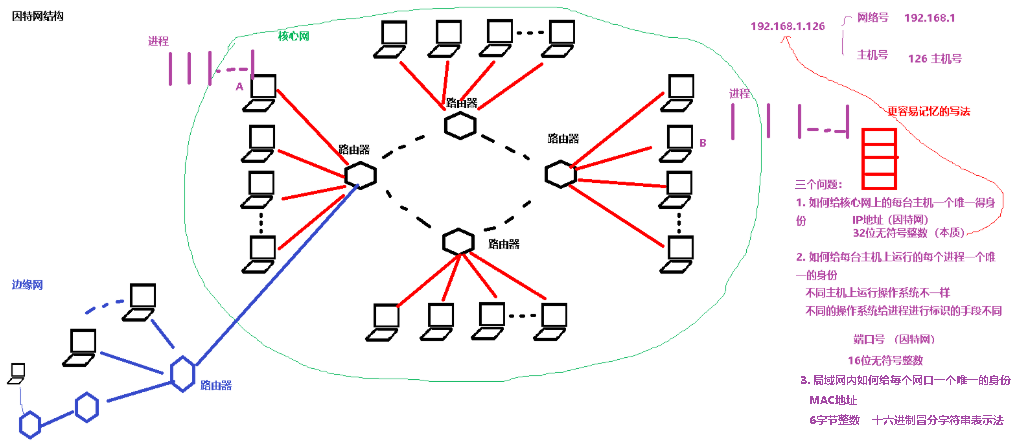 因特网结构
进程
核心网
A
路由器
路由器
路由器
路由器
进程
B
192.168.1.126
网络号 192.168.1
主机号 126 主机号
更容易记忆的写法
三个问题：
1. 如何给核心网上的每台主机一个唯一得身
份 IP地址（因特网）
32位无符号整数（本质）
2. 如何给每台主机上运行的每个进程一个唯
一的身份
不同主机上运行操作系统不一样
不同的操作系统给进程进行标识的手段不同
端口号 （因特网）
16位无符号整数
3. 局域网内如何给每个网口一个唯一的身份
MAC地址
6字节整数 十六进制冒分字符串表示法
边缘网
路由器